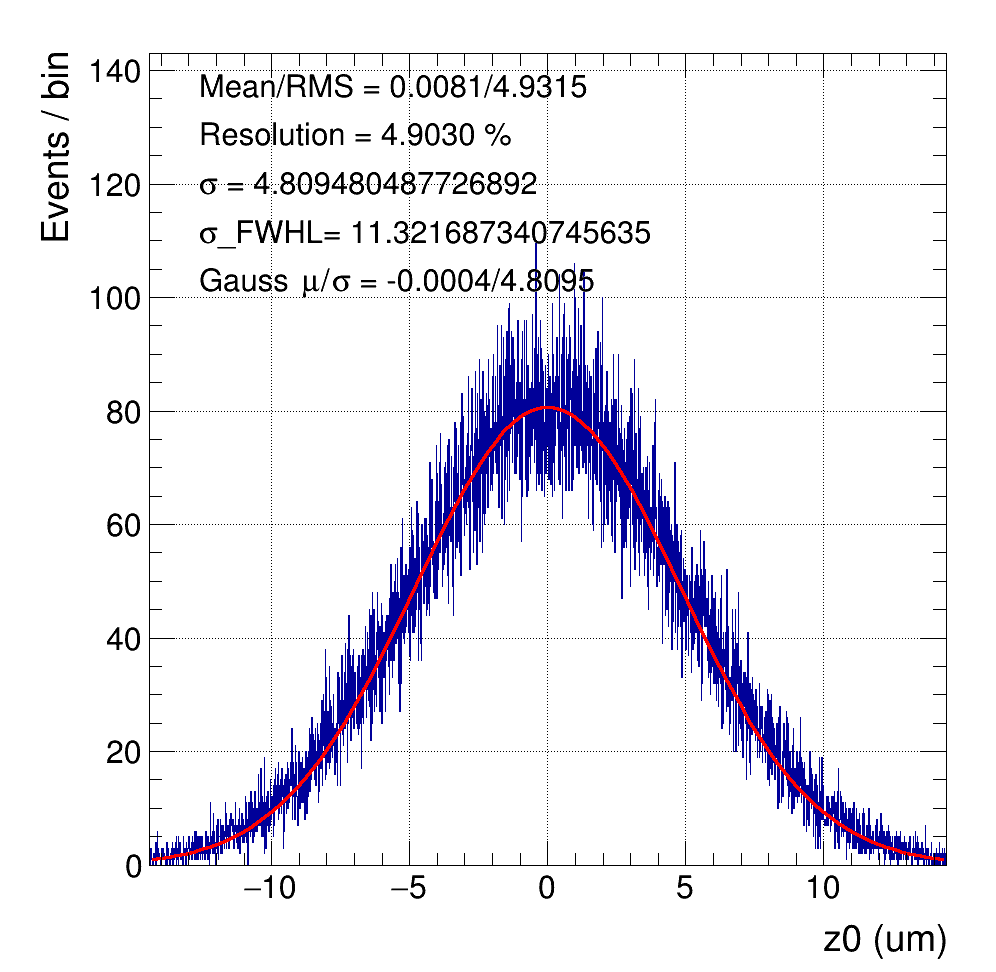 Events / bin
140
120
100
80
60
40
20
0
Mean/RMS = 0.0081/4.9315
Resolution = 4.9030 %
σ = 4.809480487726892
σ_FWHL= 11.321687340745635
Gauss μ/σ = -0.0004/4.8095
−10 −5 0 5 10
z0 (um)